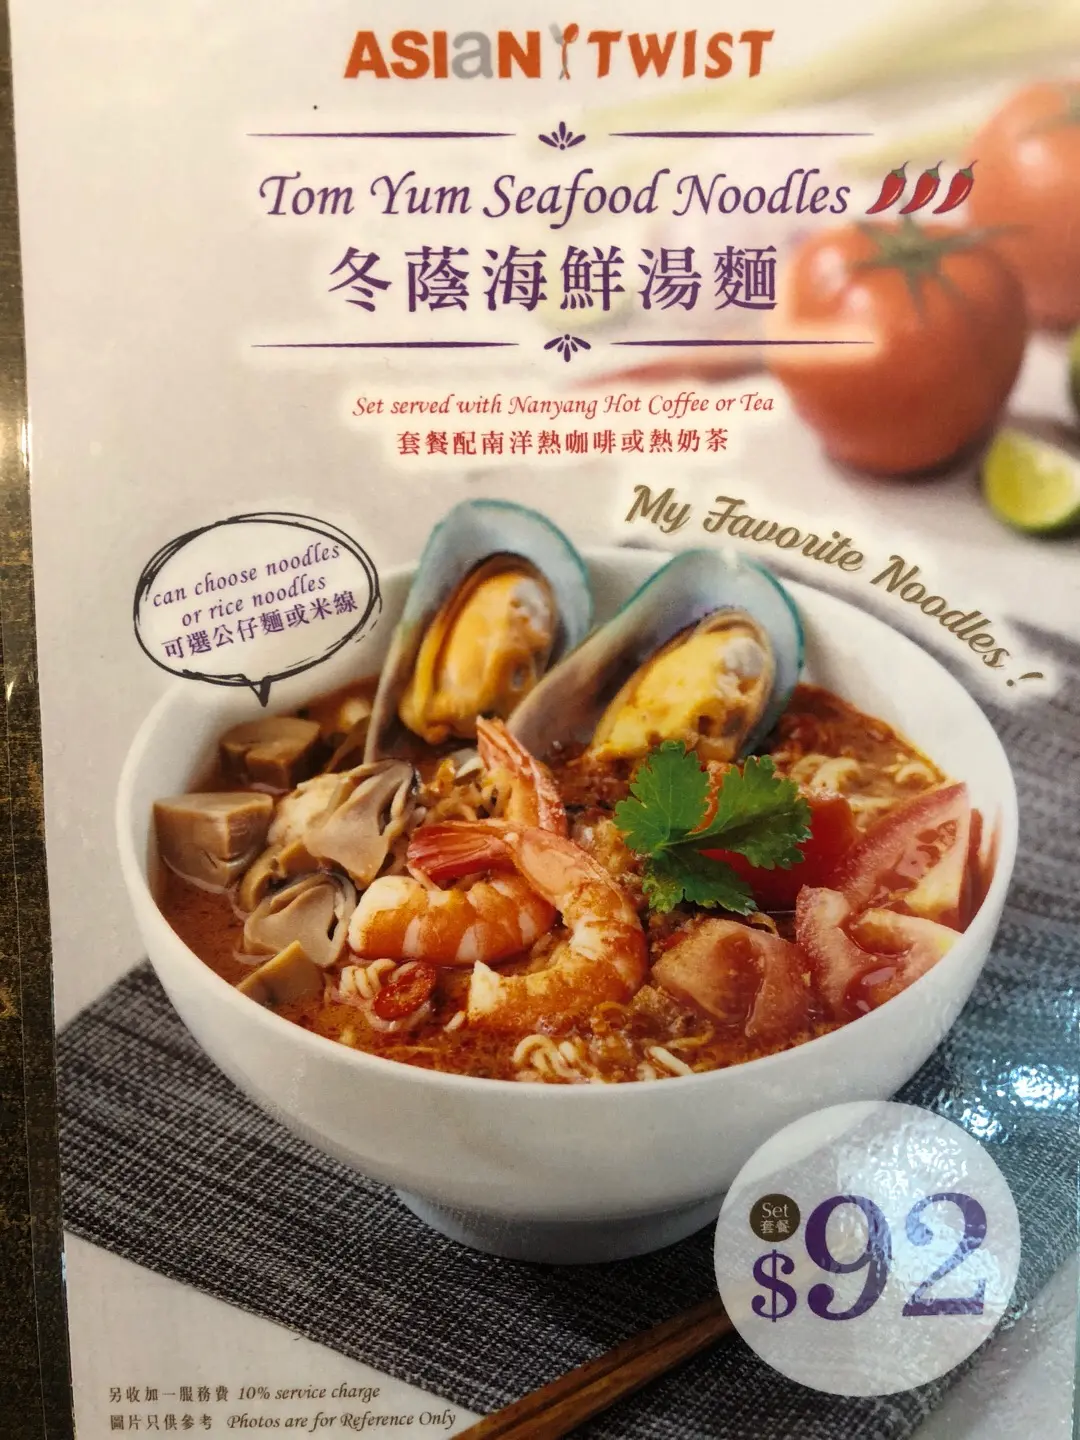 ASIaN TWIST
Tom Yum Seafood Noodles
冬蔭海鮮湯麵
Set served with Nanyang Hot Coffee or Tea
套餐配南洋熱咖啡或熱奶茶
My Favorite Noodles!
can choose noodles
or rice noodles
可選公仔麵或米線
Set
套餐
$92
另收加一服務費 10% service charge
圖片只供參考 Photos are for Reference Only